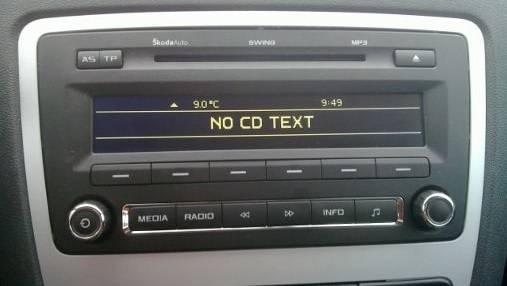 ŠkodaAuto SWING MP3
AS TP
9.0°C 9:49
NO CD TEXT
MEDIA RADIO INFO